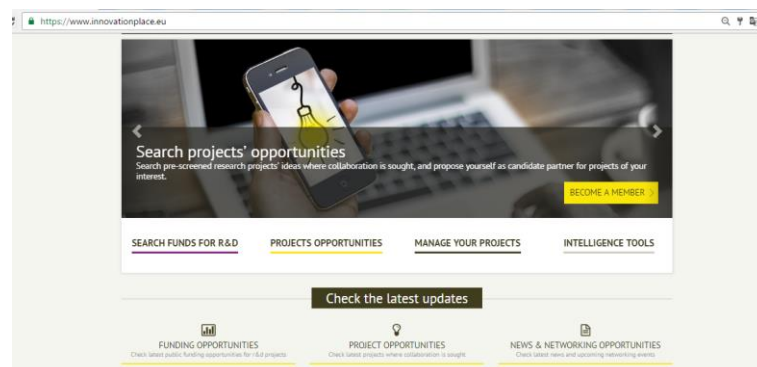 https://www.innovationplace.eu
Search projects' opportunities
Search pre-screened research projects' ideas where collaboration is sought, and propose yourself as candidate partner for projects of your
interest.
BECOME A MEMBER >
SEARCH FUNDS FOR R&D PROJECTS OPPORTUNITIES MANAGE YOUR PROJECTS INTELLIGENCE TOOLS
Check the latest updates
FUNDING OPPORTUNITIES PROJECT OPPORTUNITIES NEWS & NETWORKING OPPORTUNITIES
Check latest public funding opportunities for r&d projects Check latest projects where collaboration is sought Check latest news and upcoming networking events